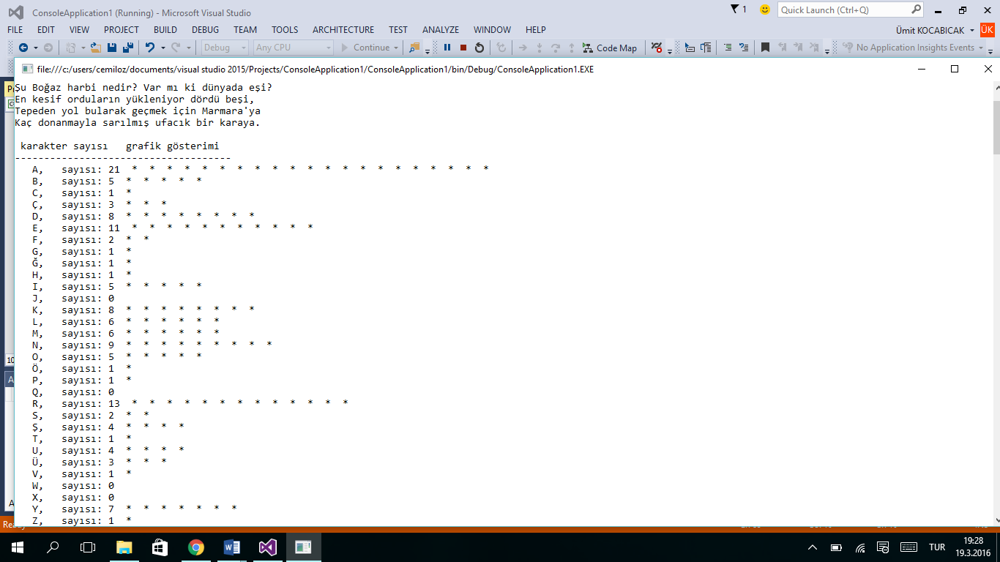 ConsoleApplication1 (Running) - Microsoft Visual Studio
1
Quick Launch (Ctrl+Q)
FILE EDIT VIEW PROJECT BUILD DEBUG TEAM TOOLS ARCHITECTURE TEST ANALYZE WINDOW HELP
Ümit KOCABICAK ÜK
Debug Any CPU Continue Code Map No Application Insights Events
file:///c:/users/cemiloz/documents/visual studio 2015/Projects/ConsoleApplication1/ConsoleApplication1/bin/Debug/ConsoleApplication1.EXE
Şu Boğaz harbi nedir? Var mı ki dünyada eşi?
En kesif orduların yükleniyor dördü beşi,
Tepeden yol bularak geçmek için Marmara'ya
Kaç donanmayla sarılmış ufacık bir karaya.
karakter sayısı grafik gösterimi
-------------------------------------
A, sayısı: 21 * * * * * * * * * * * * * * * * * * * * *
B, sayısı: 5 * * * * *
C, sayısı: 1 *
Ç, sayısı: 3 * * *
D, sayısı: 8 * * * * * * * *
E, sayısı: 11 * * * * * * * * * * *
F, sayısı: 2 * *
G, sayısı: 1 *
Ğ, sayısı: 1 *
H, sayısı: 1 *
I, sayısı: 5 * * * * *
J, sayısı: 0
K, sayısı: 8 * * * * * * * *
L, sayısı: 6 * * * * * *
M, sayısı: 6 * * * * * *
N, sayısı: 9 * * * * * * * * *
O, sayısı: 5 * * * * *
Ö, sayısı: 1 *
P, sayısı: 1 *
Q, sayısı: 0
R, sayısı: 13 * * * * * * * * * * * * *
S, sayısı: 2 * *
Ş, sayısı: 4 * * * *
T, sayısı: 1 *
U, sayısı: 4 * * * *
Ü, sayısı: 3 * * *
V, sayısı: 1 *
W, sayısı: 0
X, sayısı: 0
Y, sayısı: 7 * * * * * * *
Z, sayısı: 1 *
TUR
19:28
19.3.2016